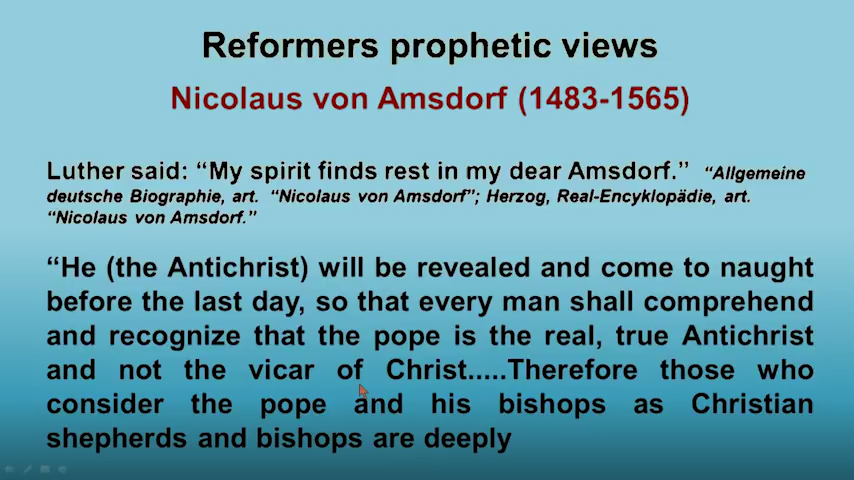 Reformers prophetic views
Nicolaus von Amsdorf (1483-1565)
Luther said: “My spirit finds rest in my dear Amsdorf.” “Allgemeine
deutsche Biographie, art. “Nicolaus von Amsdorf”; Herzog, Real-Encyklopädie, art.
“Nicolaus von Amsdorf.”
“He (the Antichrist) will be revealed and come to naught
before the last day, so that every man shall comprehend
and recognize that the pope is the real, true Antichrist
and not the vicar of Christ.....Therefore those who
consider the pope and his bishops as Christian
shepherds and bishops are deeply